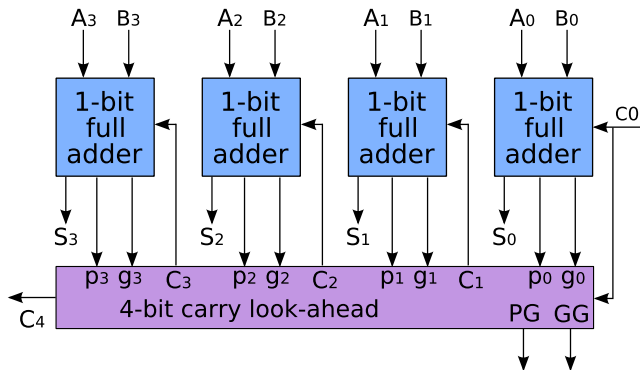 A3 B3 A2 B2 A1 B1 A0 B0
1-bit full adder 1-bit full adder 1-bit full adder 1-bit full adder
C0
S3 S2 S1 S0
p3 g3 C3 p2 g2 C2 p1 g1 C1 p0 g0
4-bit carry look-ahead
PG GG
C4